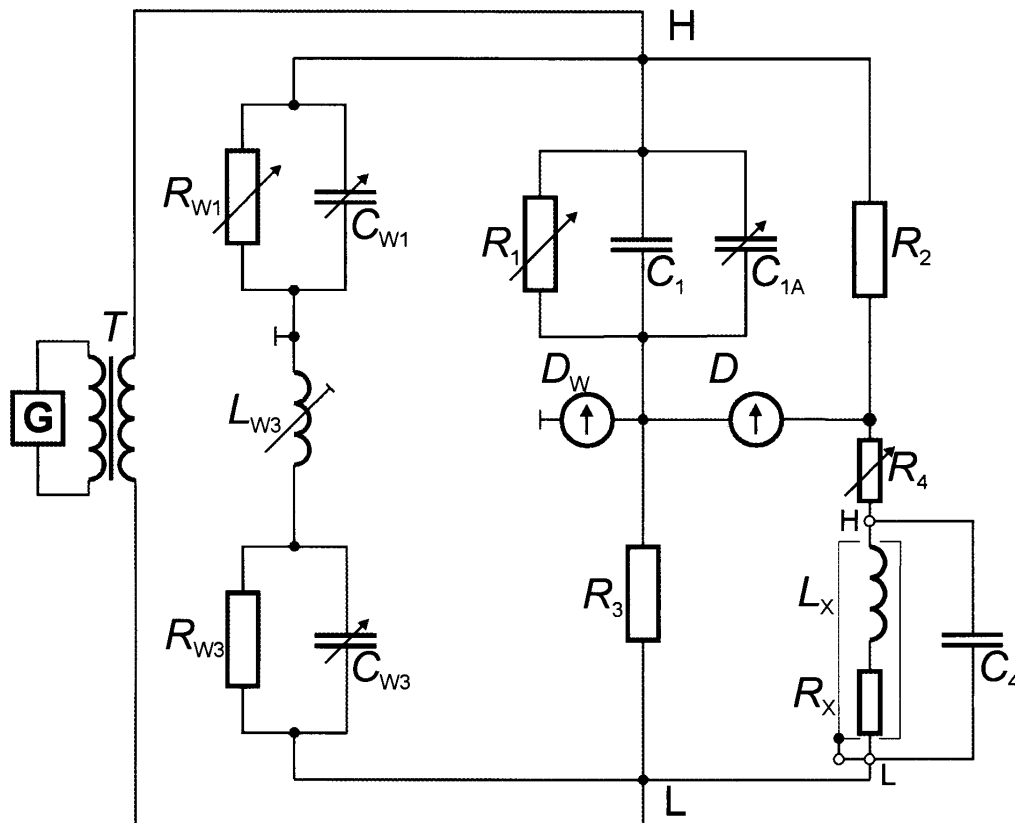 H
R_W1
C_W1
R_1
C_1
C_1A
R_2
T
G
L_W3
D_W
D
R_4
H
R_W3
C_W3
R_3
L_X
R_X
C_4
L
L